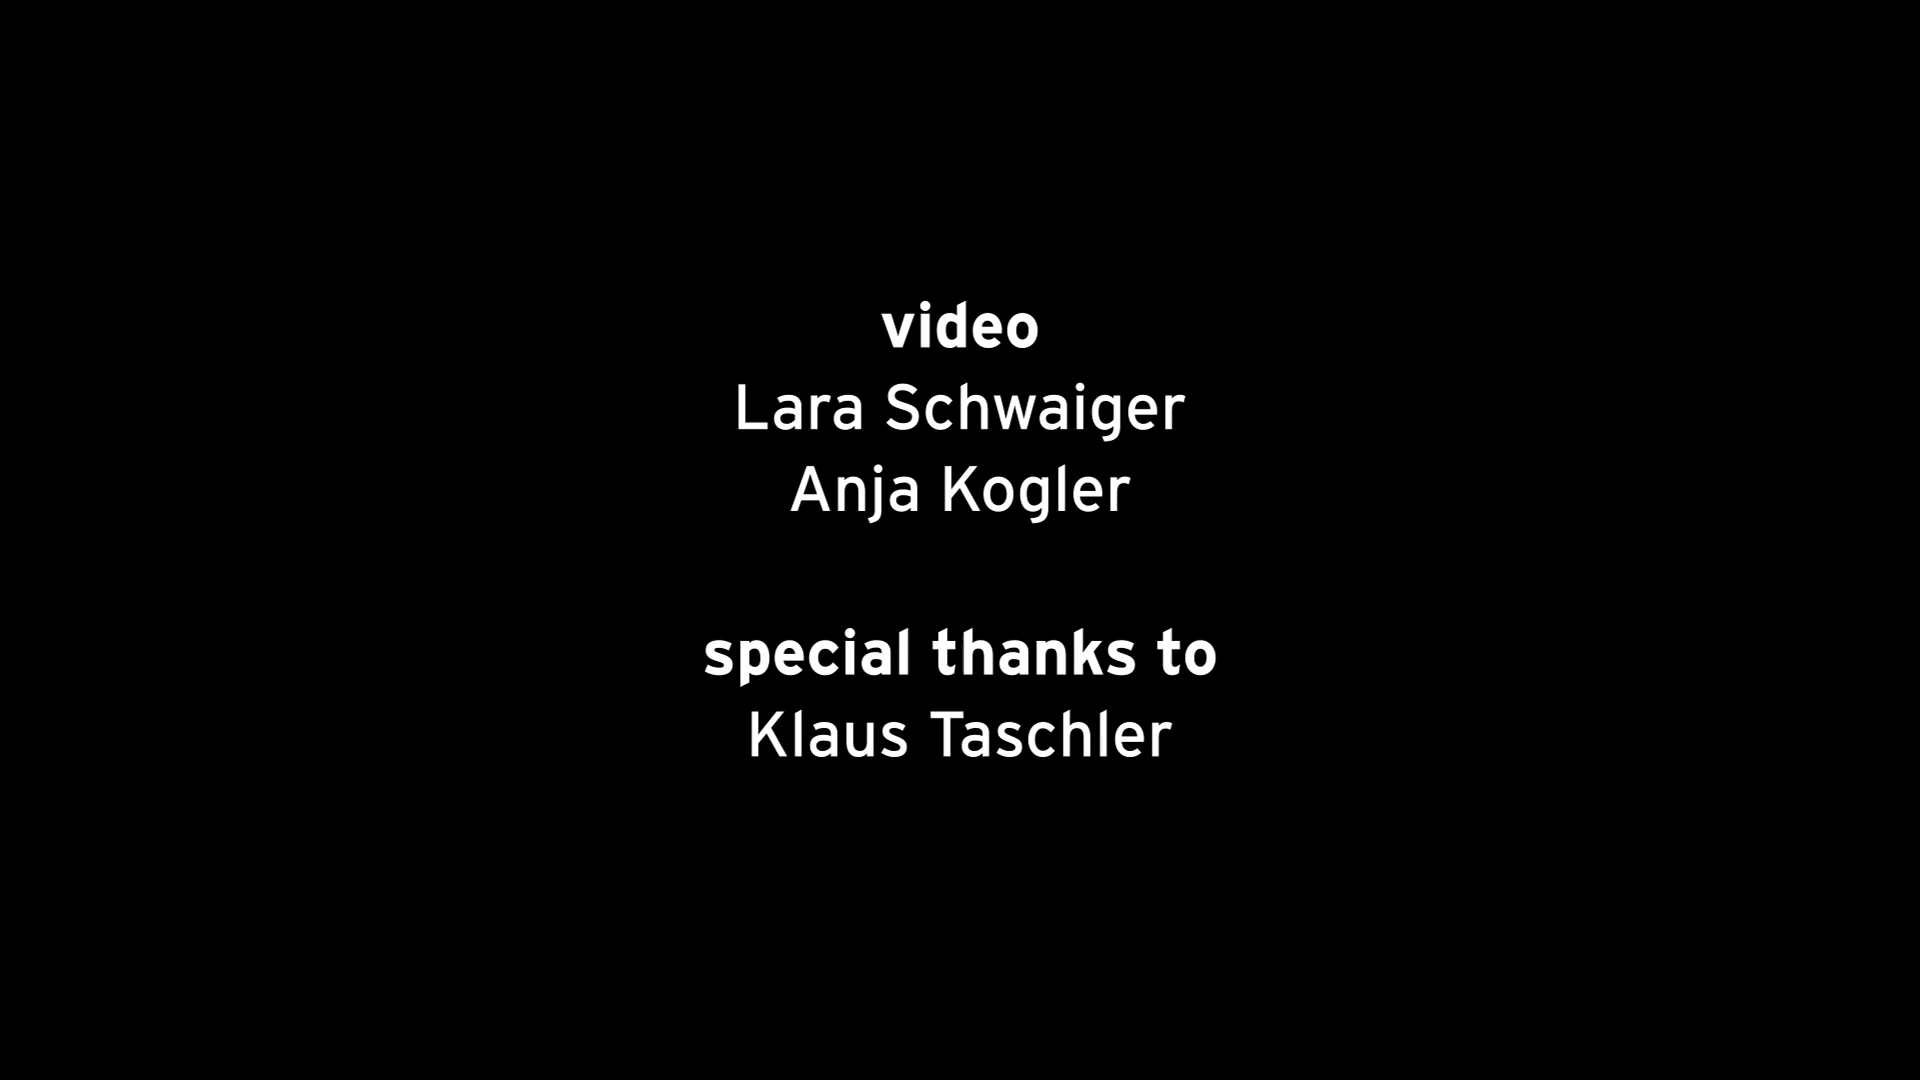 video
Lara Schwaiger
Anja Kogler
special thanks to
Klaus Taschler